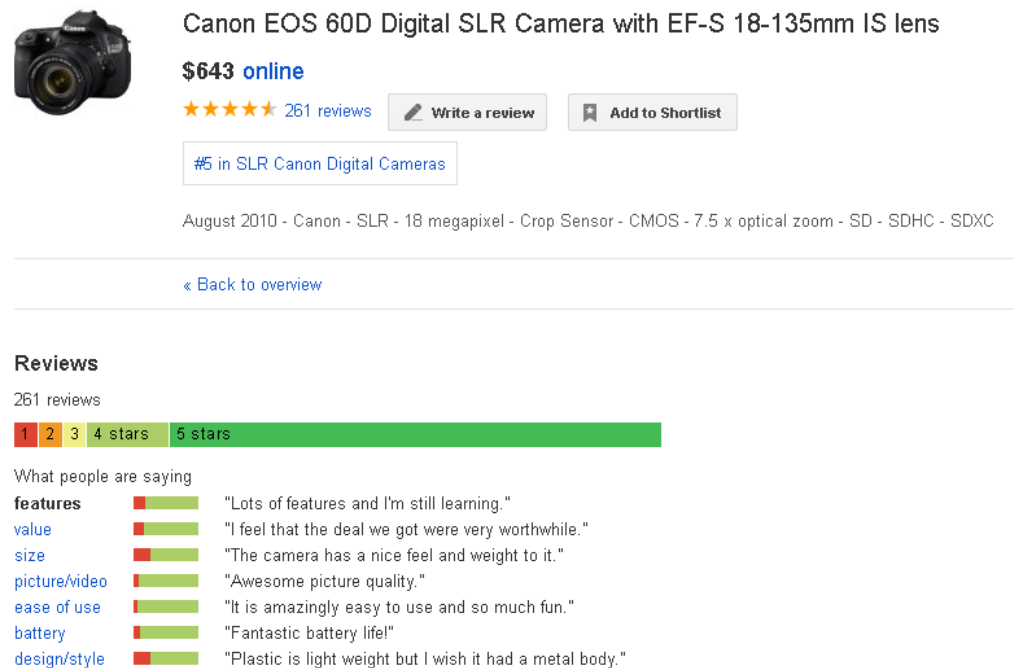 Canon EOS 60D Digital SLR Camera with EF-S 18-135mm IS lens
$643 online
261 reviews Write a review Add to Shortlist
#5 in SLR Canon Digital Cameras
August 2010 - Canon - SLR - 18 megapixel - Crop Sensor - CMOS - 7.5 x optical zoom - SD - SDHC - SDXC
« Back to overview
Reviews
261 reviews
1 2 3 4 stars 5 stars
What people are saying
features "Lots of features and I'm still learning."
value "I feel that the deal we got were very worthwhile."
size "The camera has a nice feel and weight to it."
picture/video "Awesome picture quality."
ease of use "It is amazingly easy to use and so much fun."
battery "Fantastic battery life!"
design/style "Plastic is light weight but I wish it had a metal body."